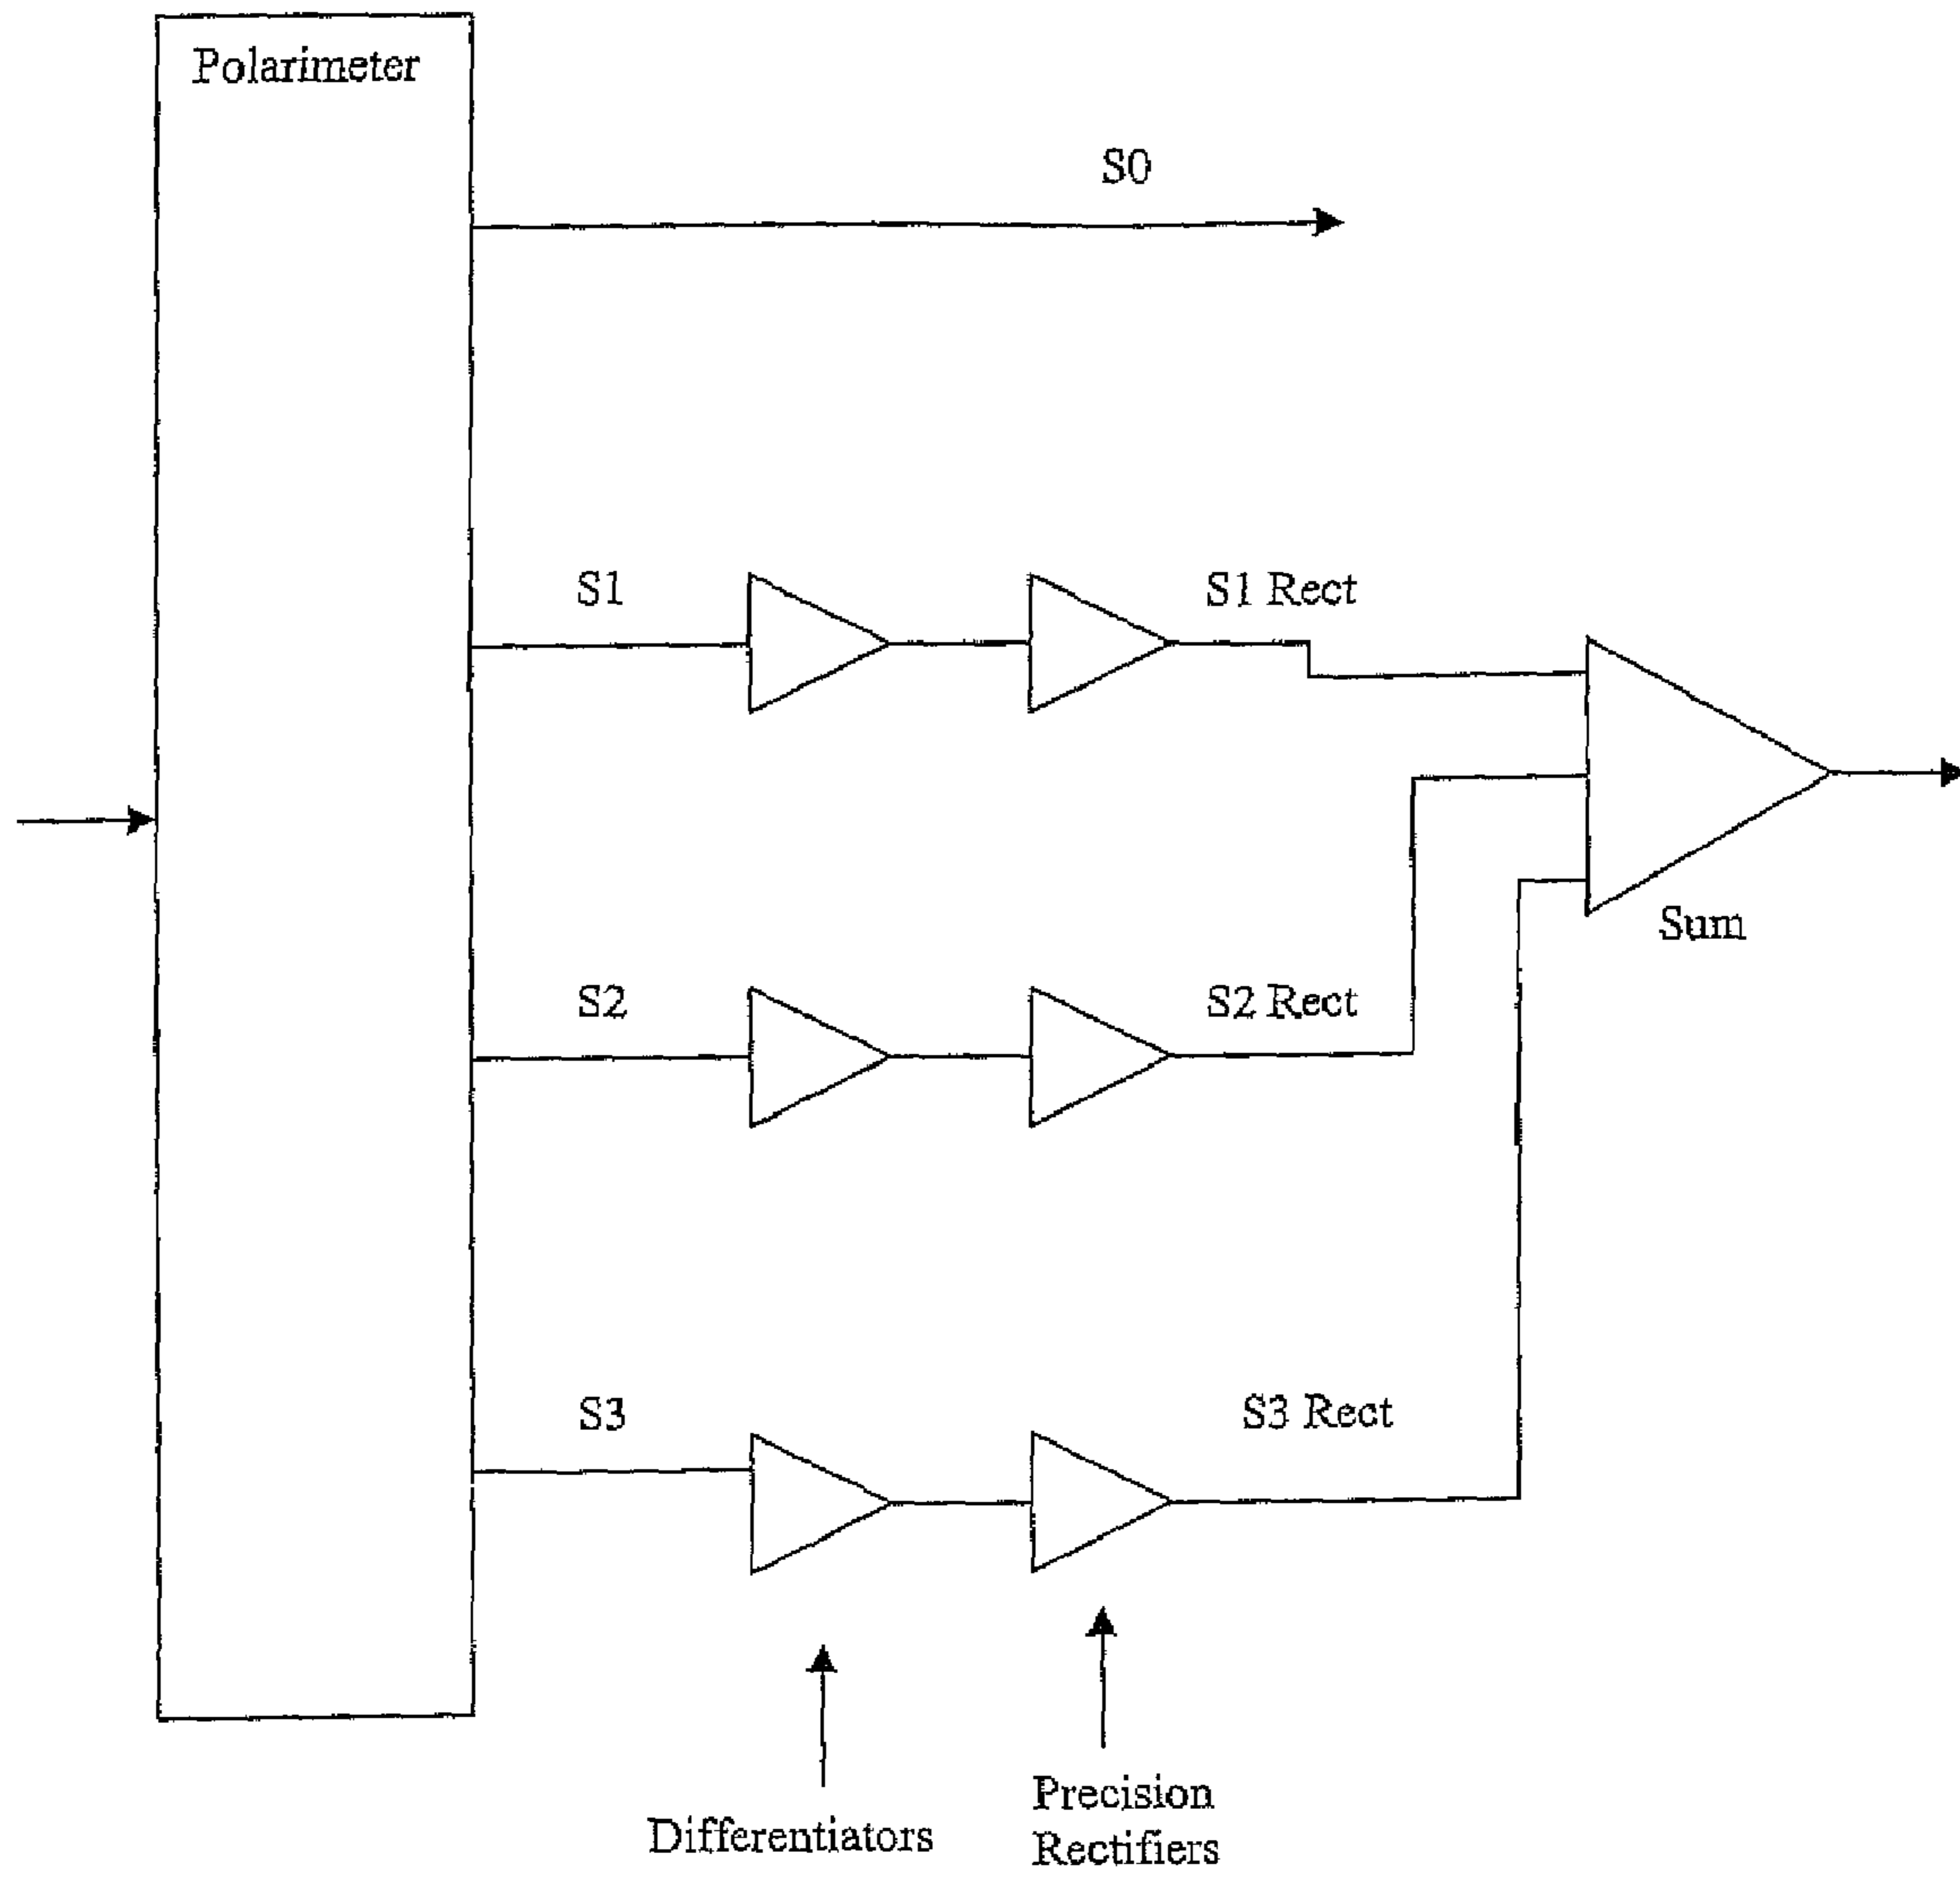 Polarimeter
S0
S1
S1 Rect
Sum
S2
S2 Rect
S3
S3 Rect
Differentiators
Precision
Rectifiers